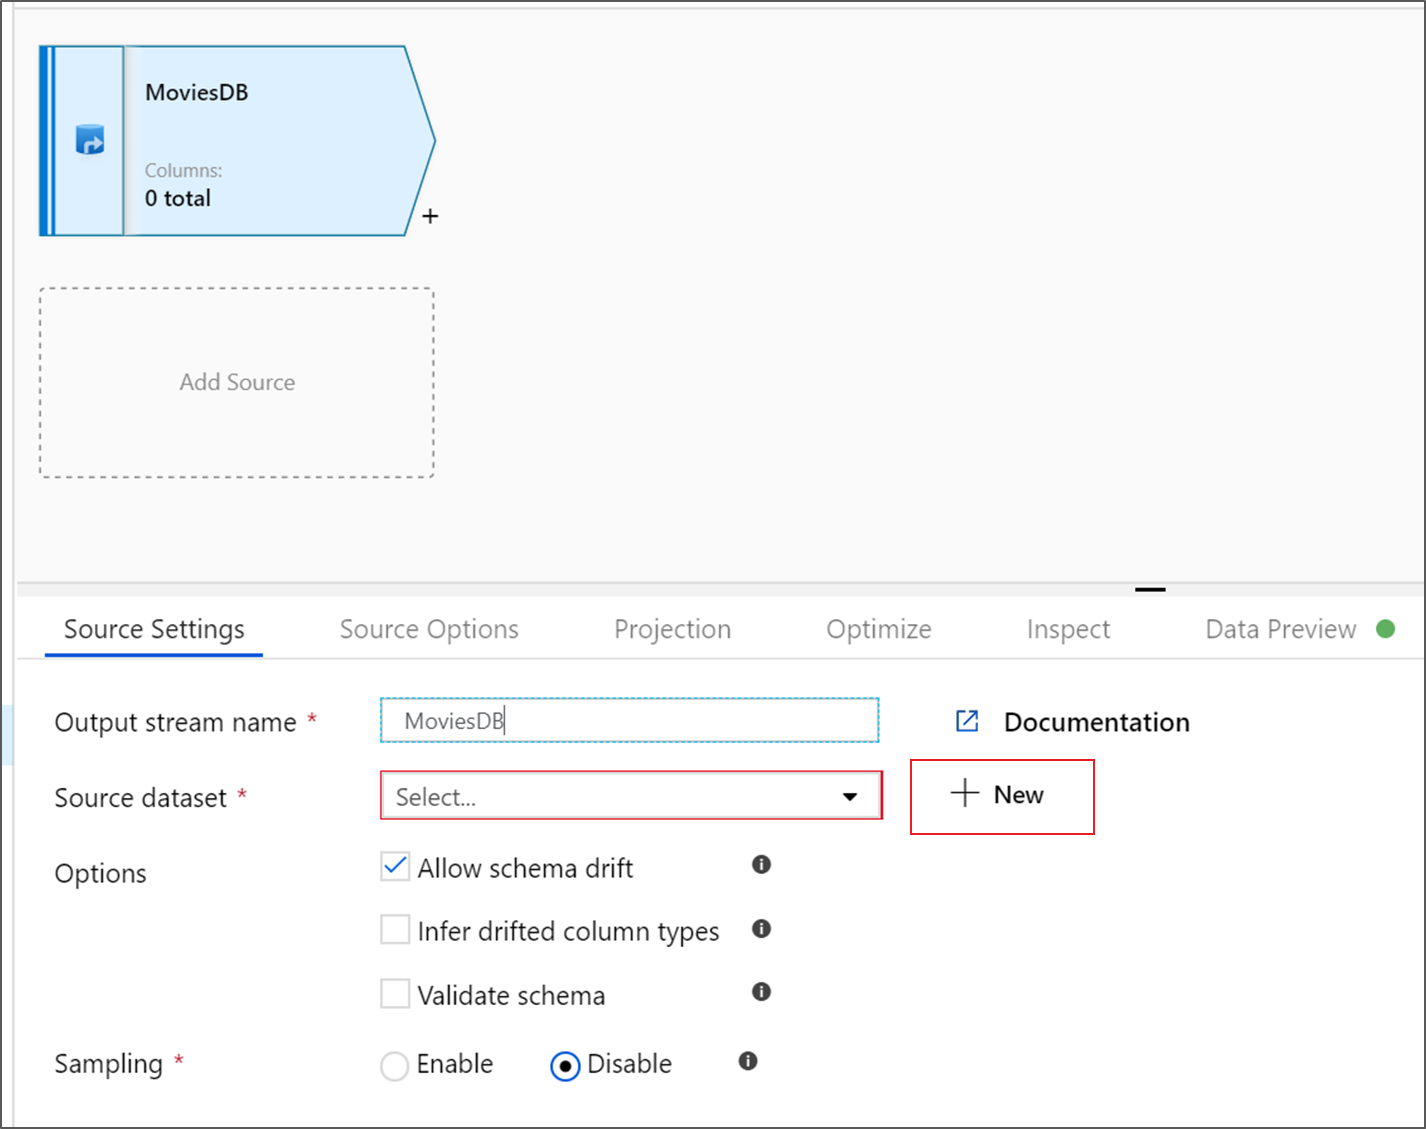 MoviesDB
Columns:
0 total
+
Add Source
Source Settings Source Options Projection Optimize Inspect Data Preview
Output stream name * MoviesDB Documentation
Source dataset * Select... + New
Options Allow schema drift
Infer drifted column types
Validate schema
Sampling * Enable Disable